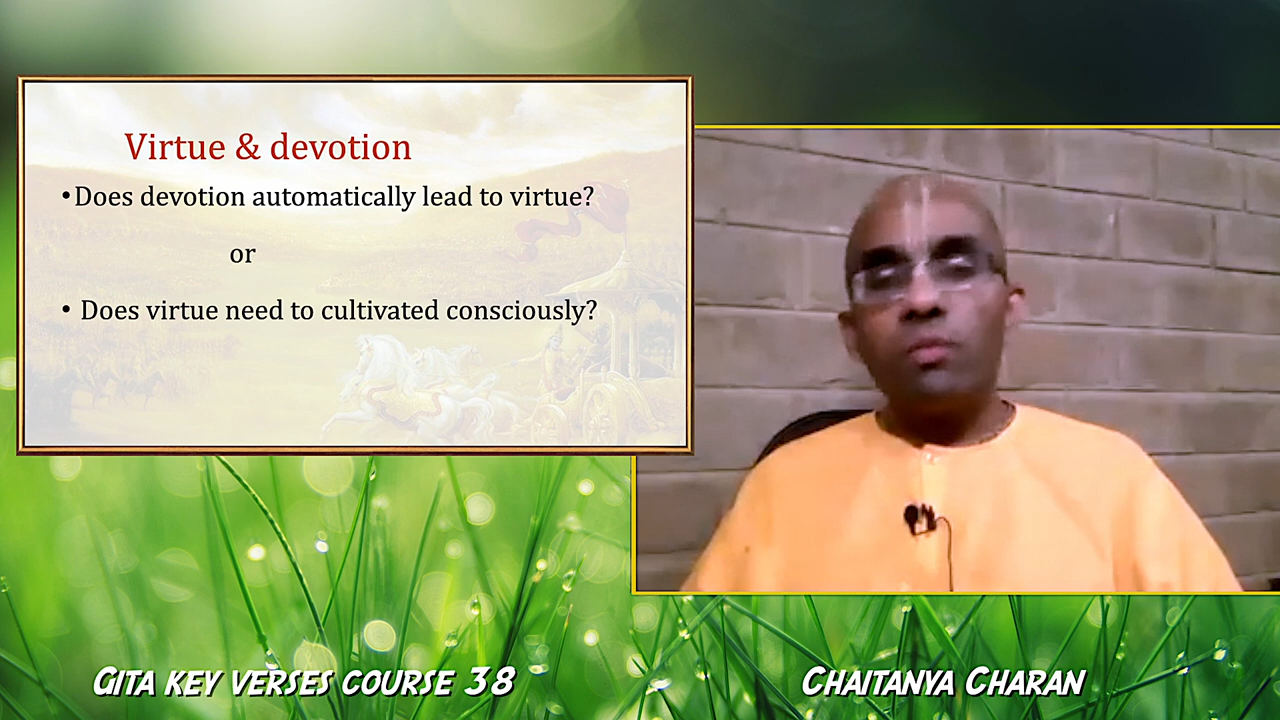 Virtue & devotion
•Does devotion automatically lead to virtue?
or
• Does virtue need to cultivated consciously?
GITA KEY VERSES COURSE 38
CHAITANYA CHARAN